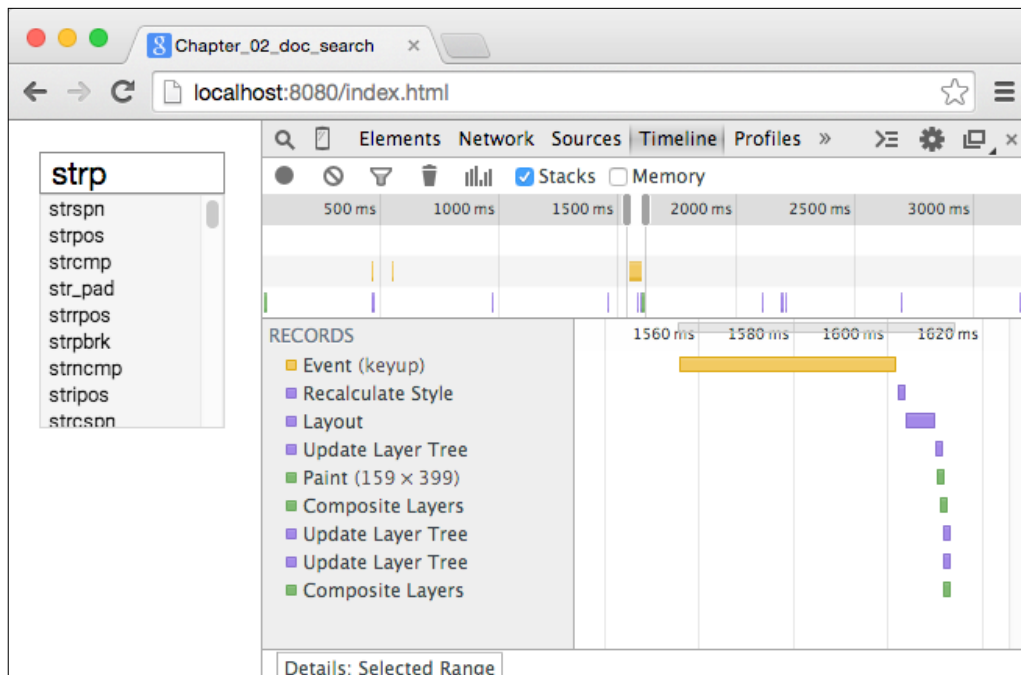 Chapter_02_doc_search
localhost:8080/index.html
strp
strspn
strpos
strcmp
str_pad
strrpos
strpbrk
strncmp
stripos
strcspn
Elements Network Sources Timeline Profiles »
Stacks Memory
500 ms 1000 ms 1500 ms 2000 ms 2500 ms 3000 ms
RECORDS 1560 ms 1580 ms 1600 ms 1620 ms
Event (keyup)
Recalculate Style
Layout
Update Layer Tree
Paint (159 × 399)
Composite Layers
Update Layer Tree
Update Layer Tree
Composite Layers
Details: Selected Range